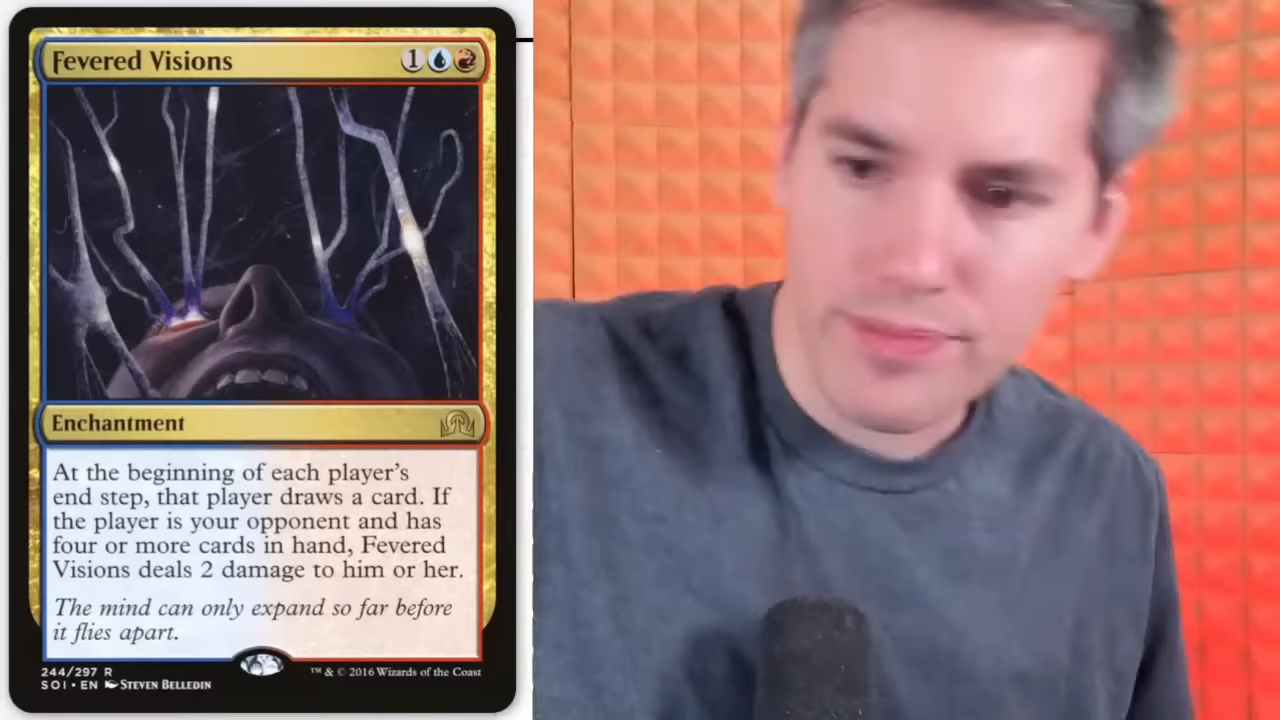 Fevered Visions 1
Enchantment
At the beginning of each player's
end step, that player draws a card. If
the player is your opponent and has
four or more cards in hand, Fevered
Visions deals 2 damage to him or her.
The mind can only expand so far before
it flies apart.
244/297 R
SOI • EN STEVEN BELLEDIN
™ & © 2016 Wizards of the Coast